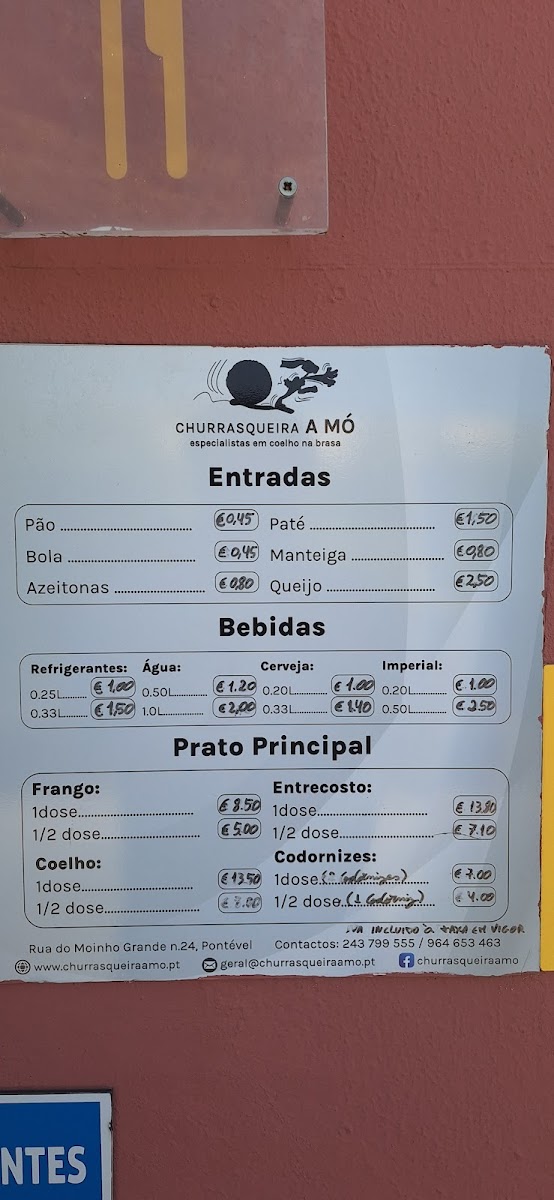 CHURRASQUEIRA A MÓ
especialistas em coelho na brasa
Entradas
Pão ........ €0,45 Paté ........ €1,50
Bola ........ €0,45 Manteiga ........ €0,80
Azeitonas ........ €0,80 Queijo ........ €2,50
Bebidas
Refrigerantes: Água: Cerveja: Imperial:
0.25L........ €1,00 0.50L........ €1.20 0.20L........ €1.00 0.20L........ €1.00
0.33L........ €1,50 1.0L........ €2,00 0.33L........ €1.40 0.50L........ €2.50
Prato Principal
Frango: Entrecosto:
1dose........ €8.50 1dose........ €13.80
1/2 dose........ €5.00 1/2 dose........ €7.10
Coelho: Codornizes:
1dose........ €13.50 1dose (Codornizes) €7.00
1/2 dose........ 1/2 dose (1 Codorniz) €4.00
IVA INCLUIDO à TAXA EM VIGOR
Rua do Moinho Grande n.24, Pontével Contactos: 243 799 555 / 964 653 463
www.churrasqueiraamo.pt geral@churrasqueiraamo.pt churrasqueiraamo
NTES